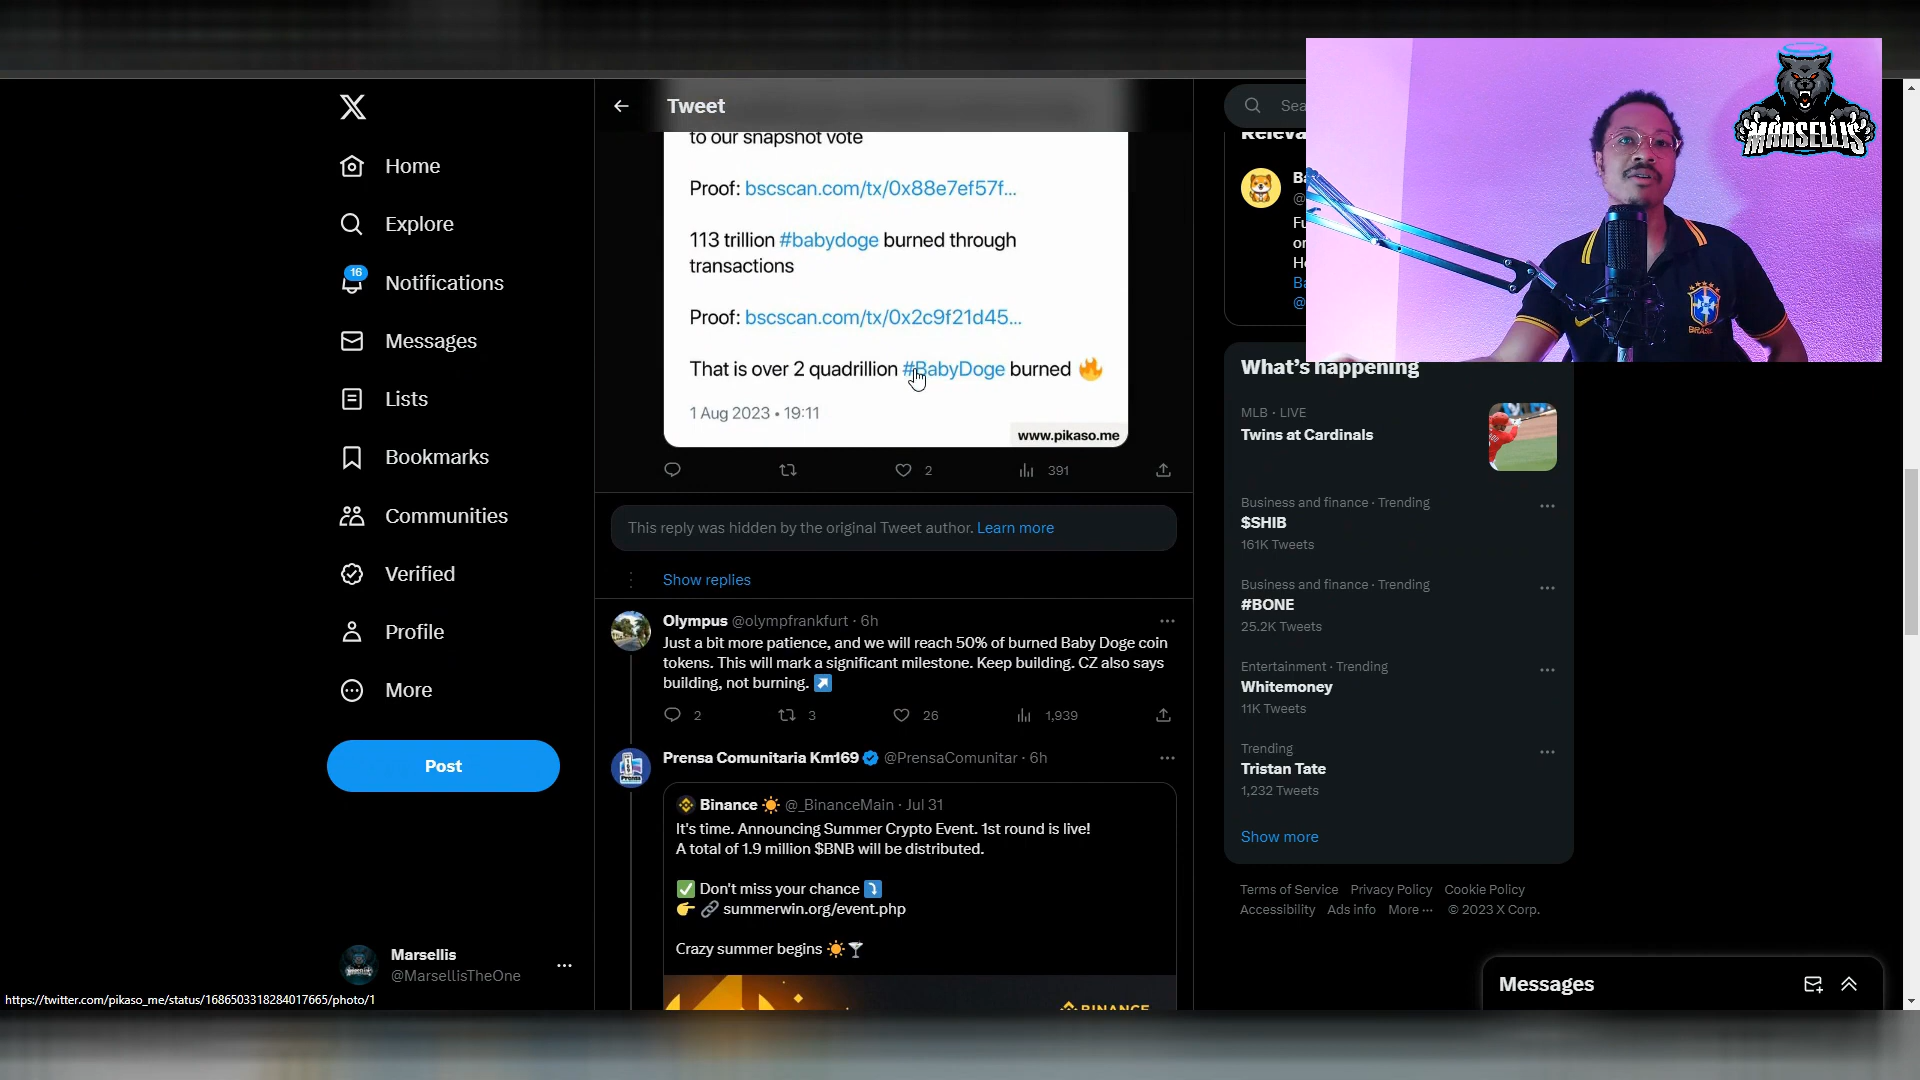 Home
Explore
16
Notifications
Messages
Lists
Bookmarks
Communities
Verified
Profile
More
Post
Marsellis
@MarsellisTheOne
https://twitter.com/pikaso_me/status/1686503318284017665/photo/1
Tweet
to our snapshot vote
Proof: bscscan.com/tx/0x88e7ef57f...
113 trillion #babydoge burned through
transactions
Proof: bscscan.com/tx/0x2c9f21d45...
That is over 2 quadrillion #BabyDoge burned 🔥
1 Aug 2023 • 19:11
www.pikaso.me
2
391
This reply was hidden by the original Tweet author. Learn more
Show replies
Olympus @olympfrankfurt · 6h
Just a bit more patience, and we will reach 50% of burned Baby Doge coin
tokens. This will mark a significant milestone. Keep building. CZ also says
building, not burning. ↗️
2 3 26 1,939
Prensa Comunitaria Km169 @PrensaComunitar · 6h
Binance ☀️ @_BinanceMain · Jul 31
It's time. Announcing Summer Crypto Event. 1st round is live!
A total of 1.9 million $BNB will be distributed.
✅ Don't miss your chance ⤵️
👉 🔗 summerwin.org/event.php
Crazy summer begins ☀️🍸
BINANCE
Sea
Releva
Ba
@
Fu
or
He
Ba
@
MARSELLIS
BRASIL
What's happening
MLB · LIVE
Twins at Cardinals
Business and finance · Trending
$SHIB
161K Tweets
Business and finance · Trending
#BONE
25.2K Tweets
Entertainment · Trending
Whitemoney
11K Tweets
Trending
Tristan Tate
1,232 Tweets
Show more
Terms of Service Privacy Policy Cookie Policy
Accessibility Ads info More ··· © 2023 X Corp.
Messages